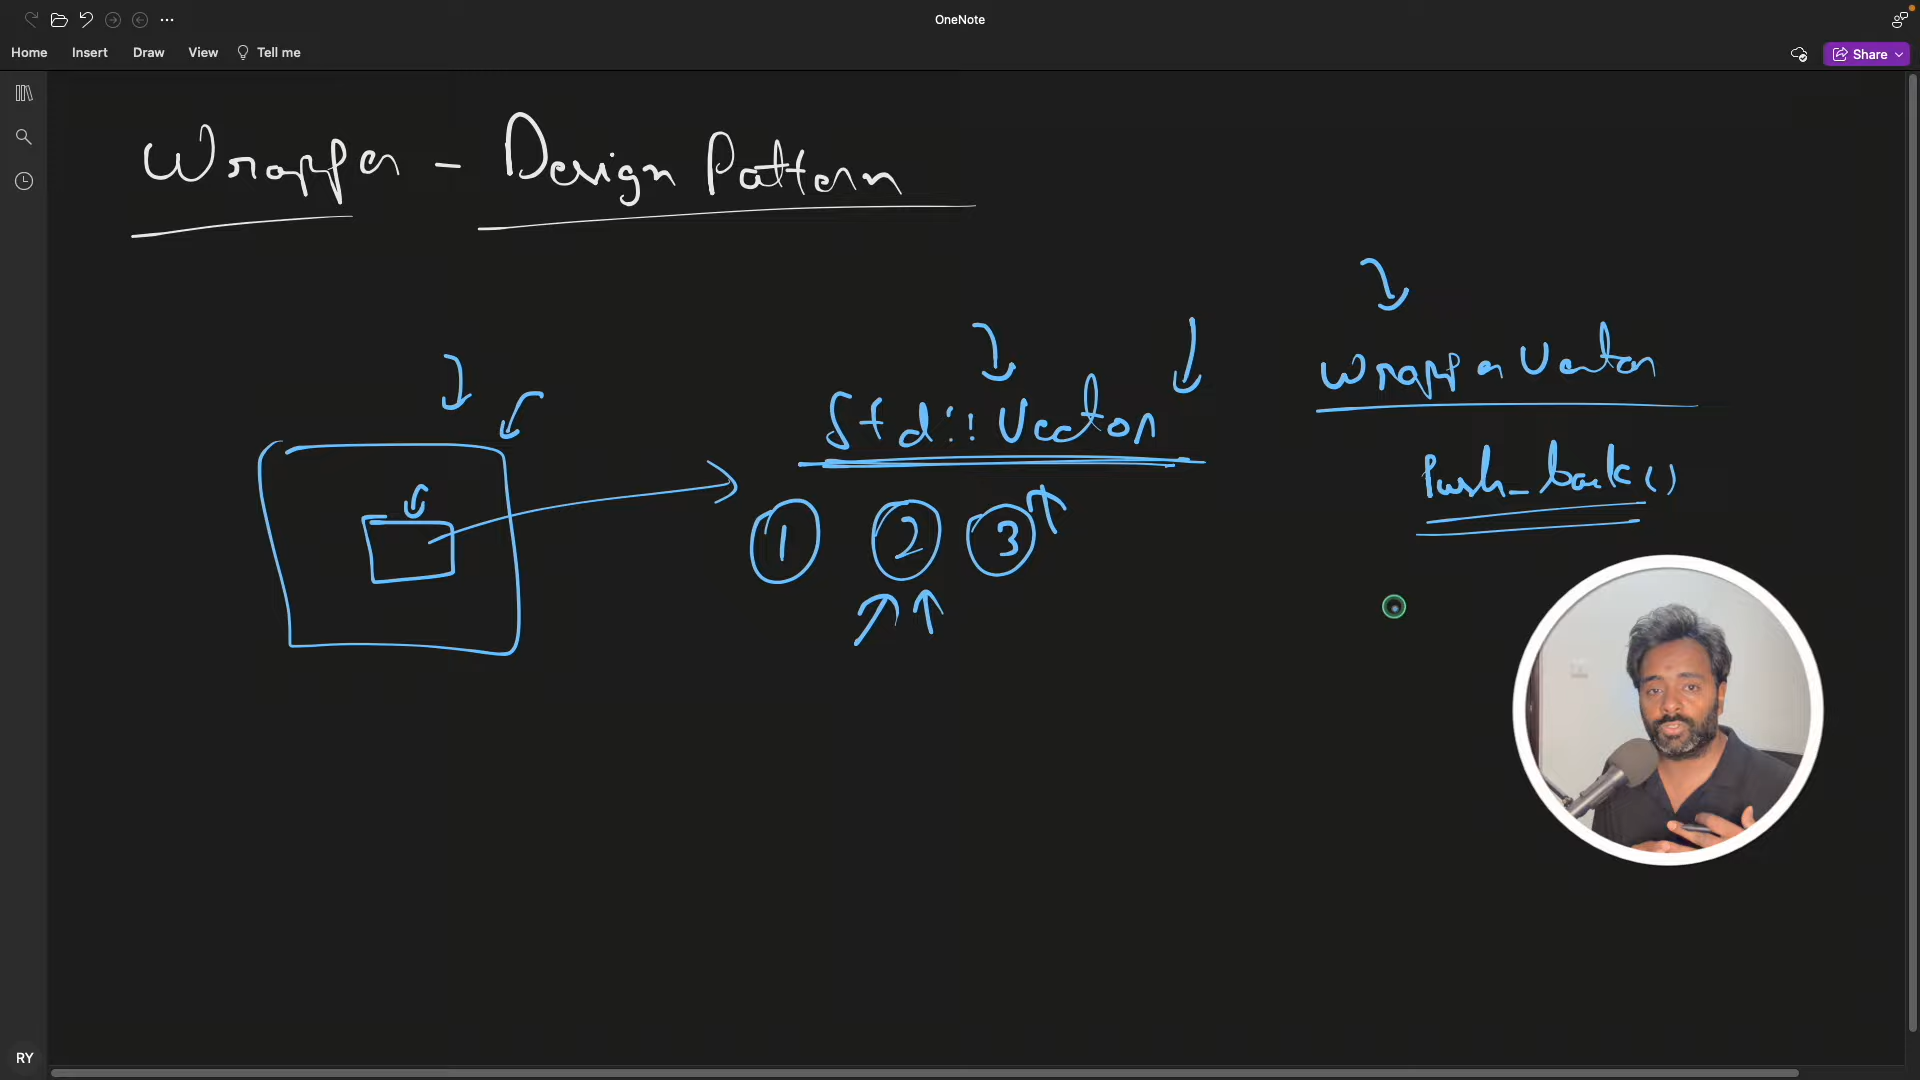 OneNote
Home Insert Draw View Tell me
Share
Wrapper - Design Pattern
Wrapper Vector
Std::Vector
Push_back()
1 2 3
RY